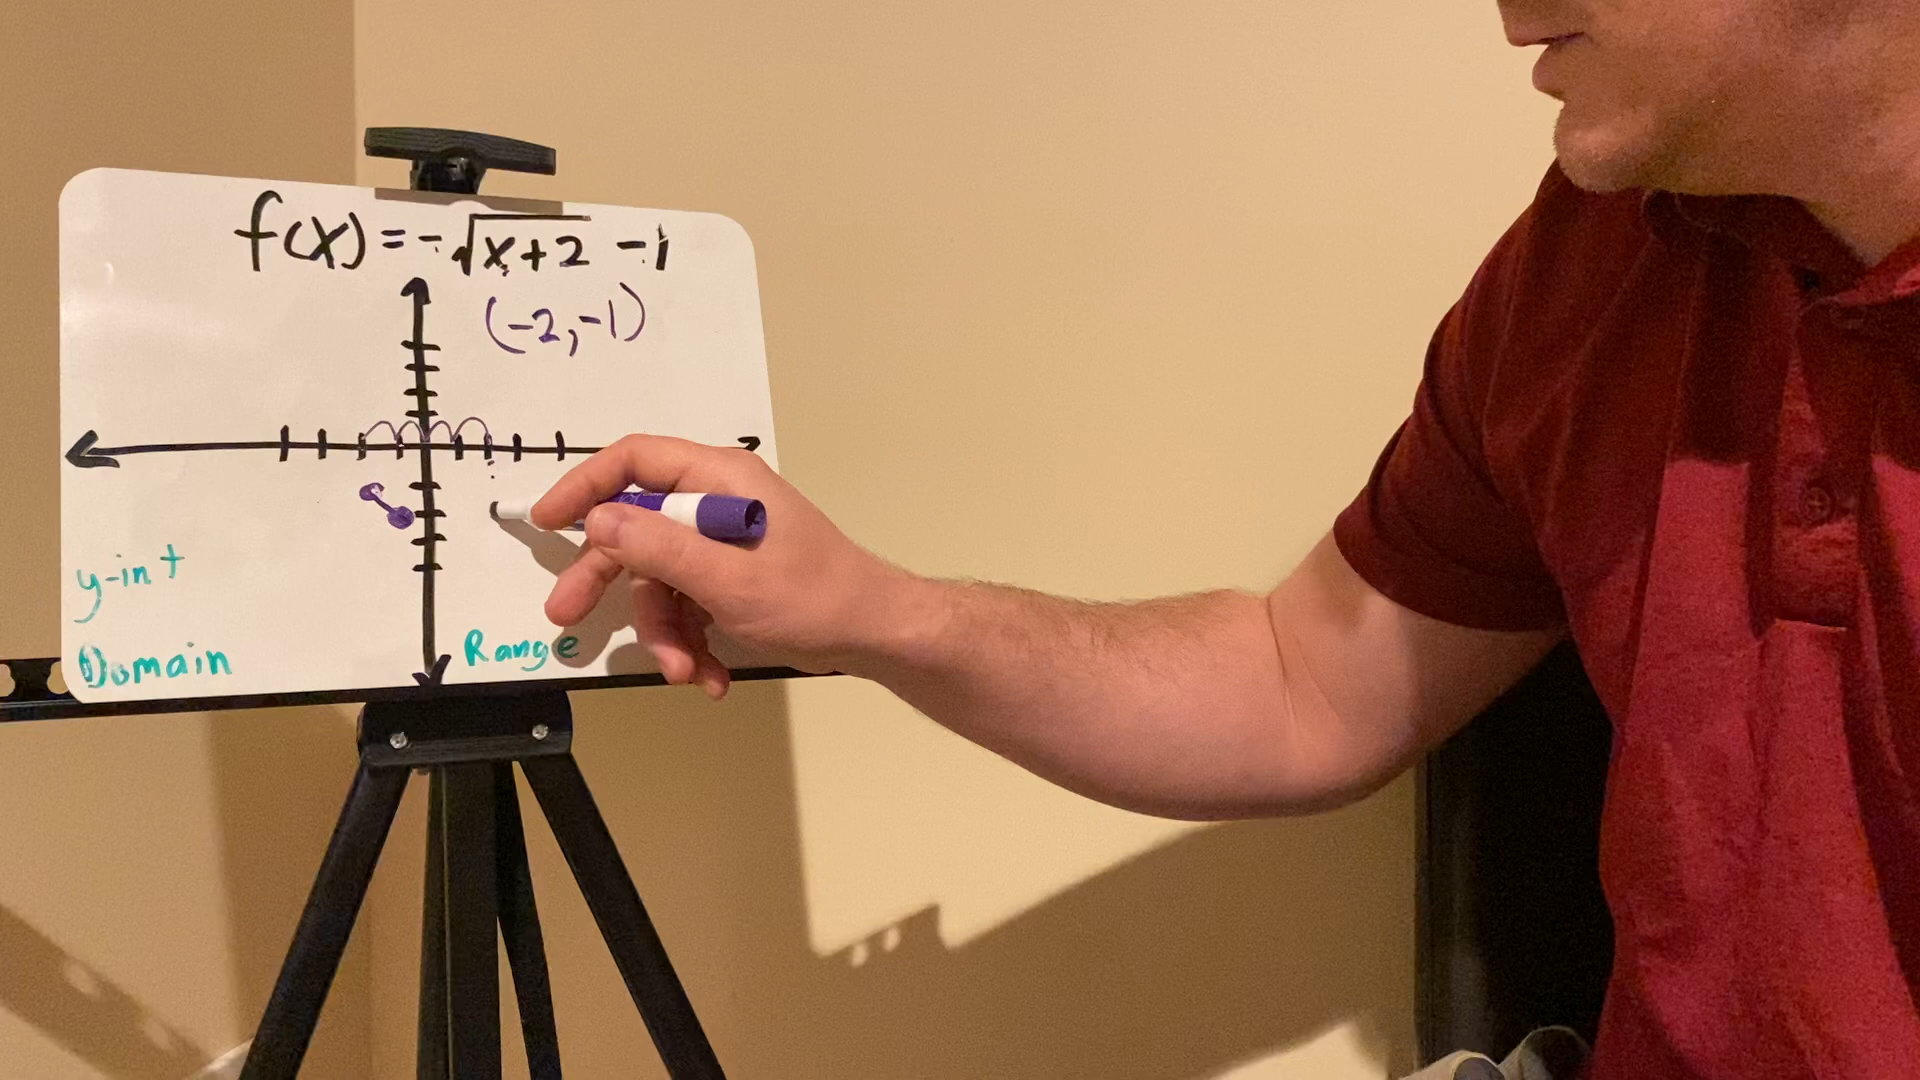 f(x) = -√x+2 -1
(-2,-1)
y-int
Domain
Range